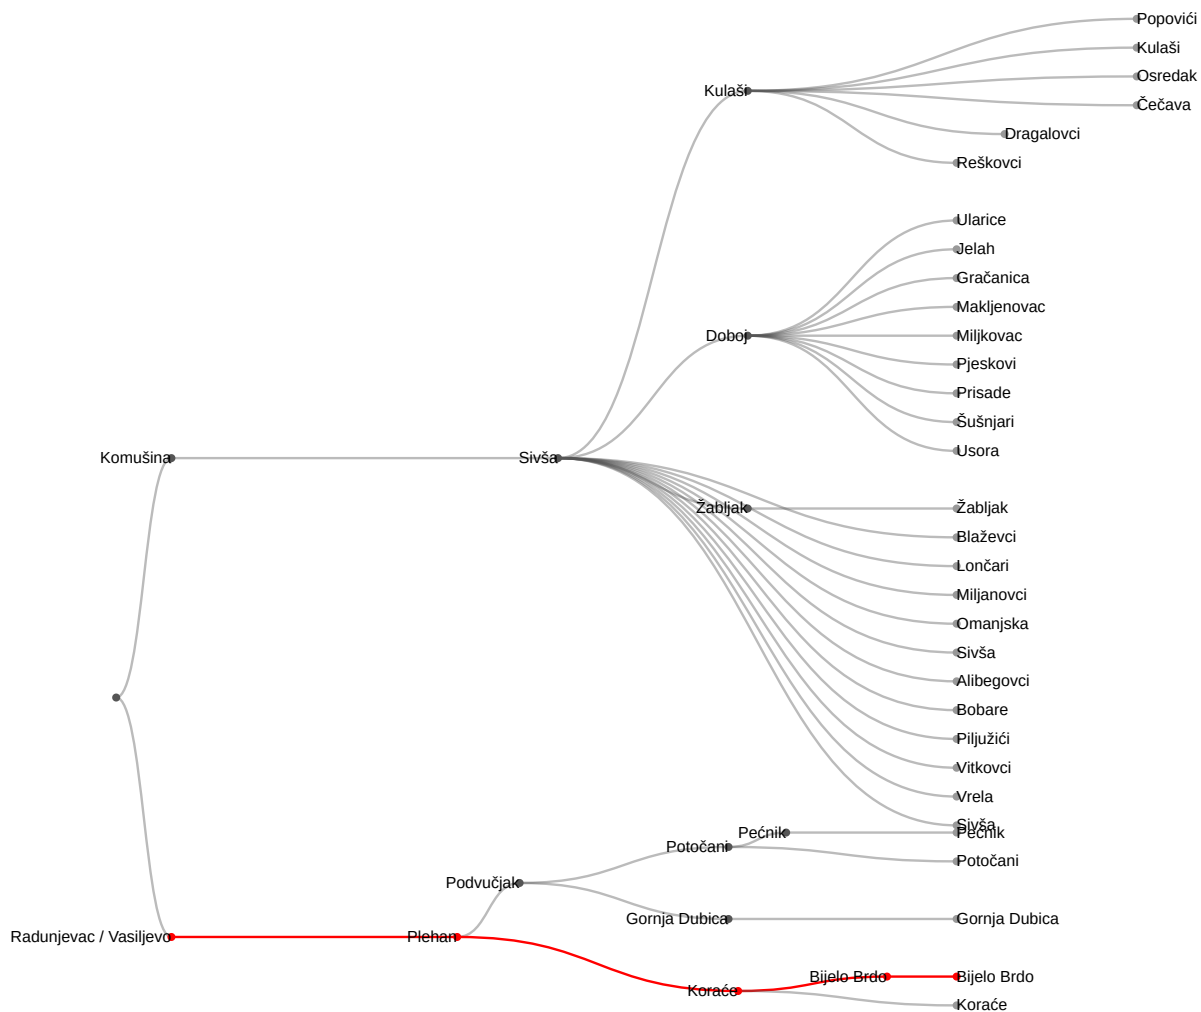 Popovići
Kulaši
Osredak
Kulaši
Čečava
Dragalovci
Reškovci
Ularice
Jelah
Gračanica
Makljenovac
Doboj
Miljkovac
Pjeskovi
Prisade
Šušnjari
Usora
Komušina
Sivša
Žabljak
Žabljak
Blaževci
Lončari
Miljanovci
Omanjska
Sivša
Alibegovci
Bobare
Piljužići
Vitkovci
Vrela
Sivša
Pećnik
Pećnik
Potočani
Potočani
Podvučjak
Gornja Dubica
Gornja Dubica
Radunjevac / Vasiljevo
Plehan
Bijelo Brdo
Bijelo Brdo
Koraće
Koraće